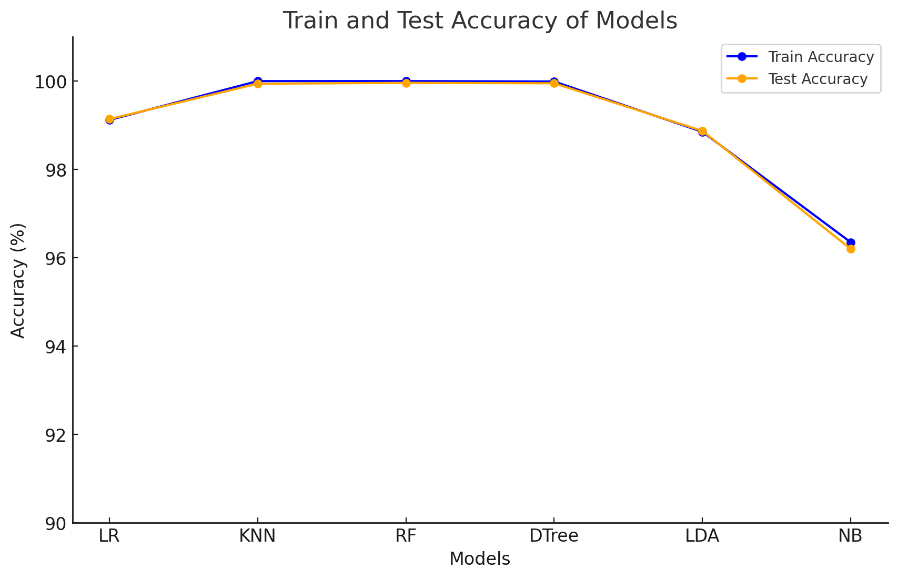 Train and Test Accuracy of Models
Train Accuracy
Test Accuracy
Accuracy (%)
100
98
96
94
92
90
LR KNN RF DTree LDA NB
Models